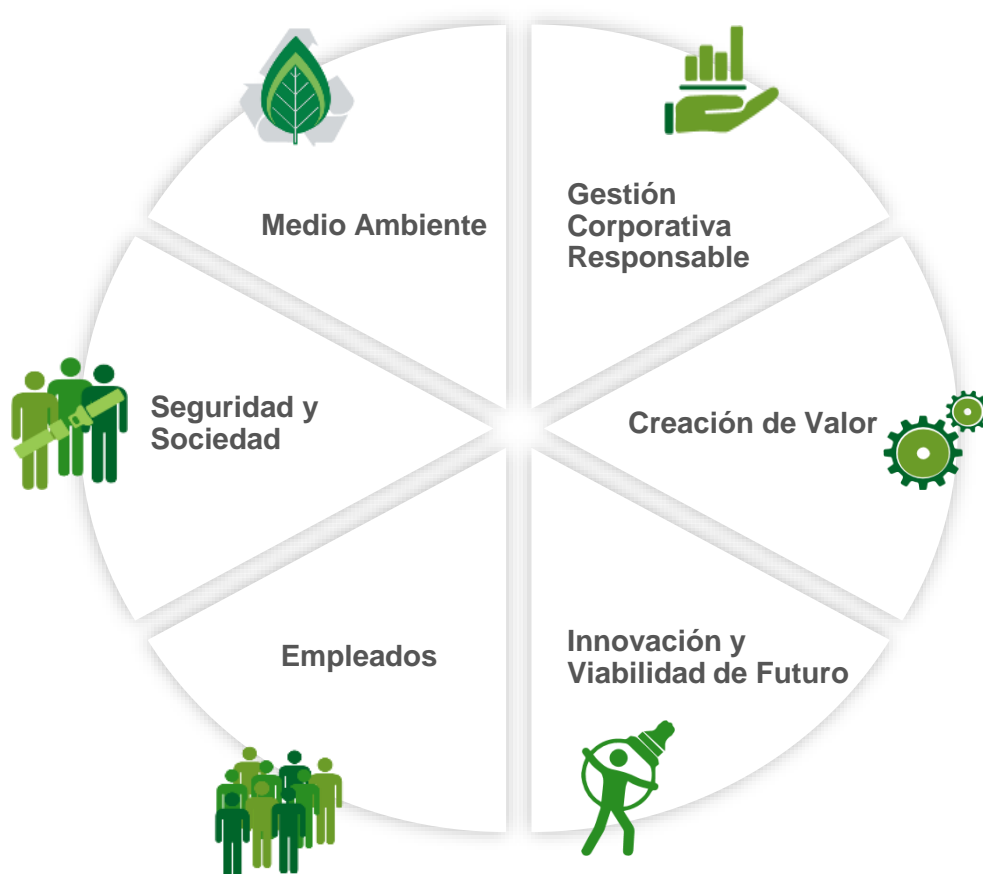 Medio Ambiente
Gestión
Corporativa
Responsable
Seguridad y
Sociedad
Creación de Valor
Empleados
Innovación y
Viabilidad de Futuro